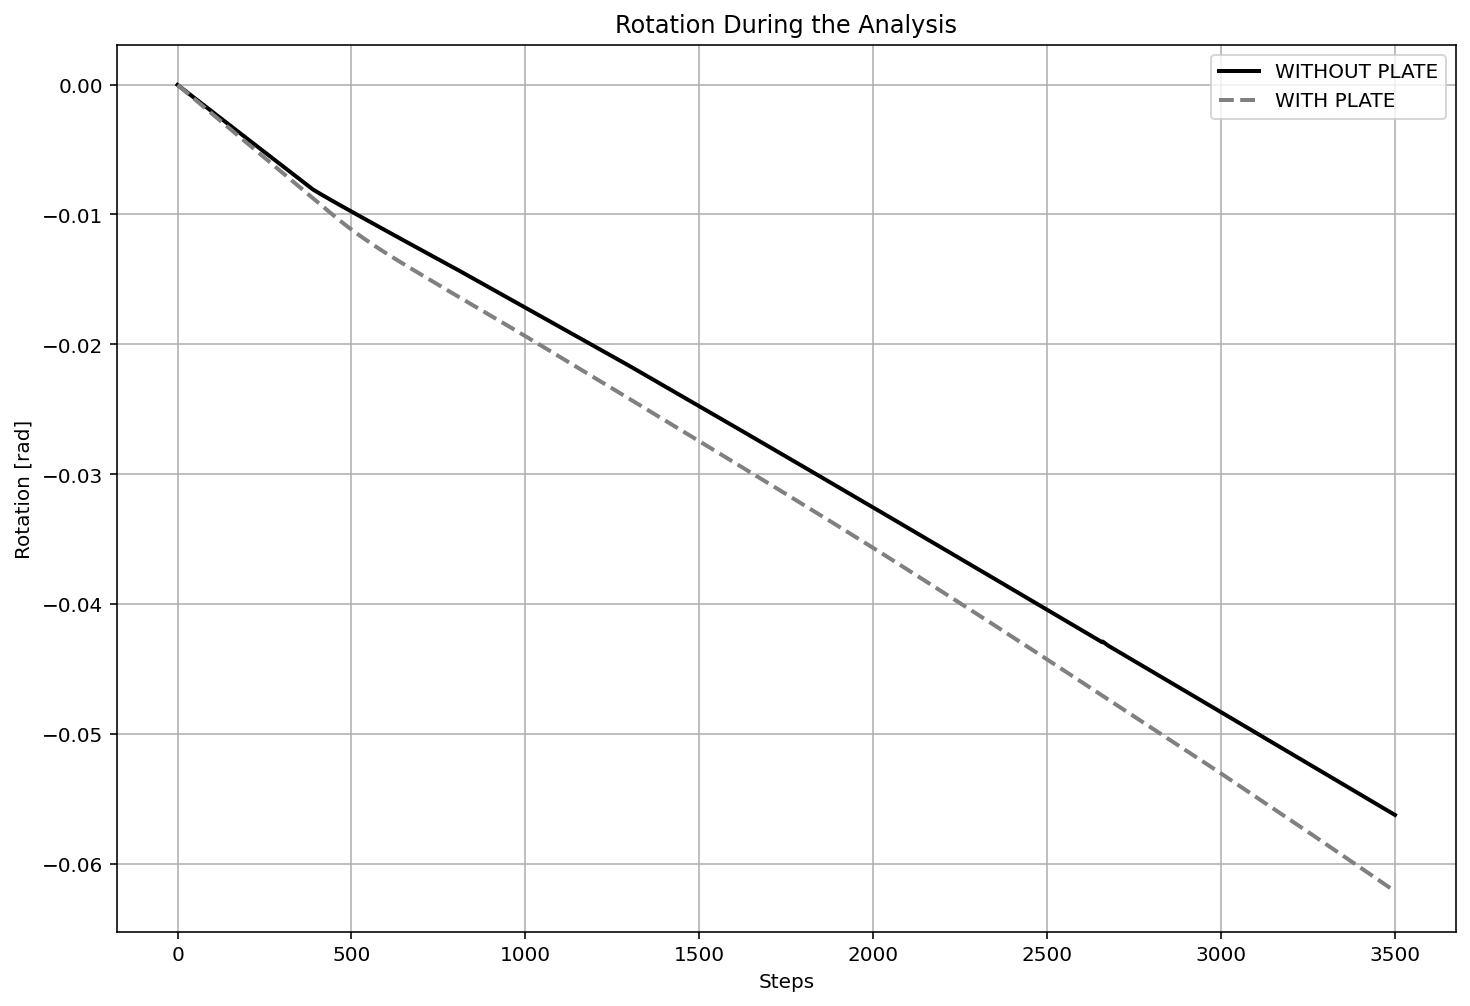 Rotation During the Analysis
WITHOUT PLATE
WITH PLATE
0.00
−0.01
−0.02
−0.03
−0.04
−0.05
−0.06
Rotation [rad]
0 500 1000 1500 2000 2500 3000 3500
Steps